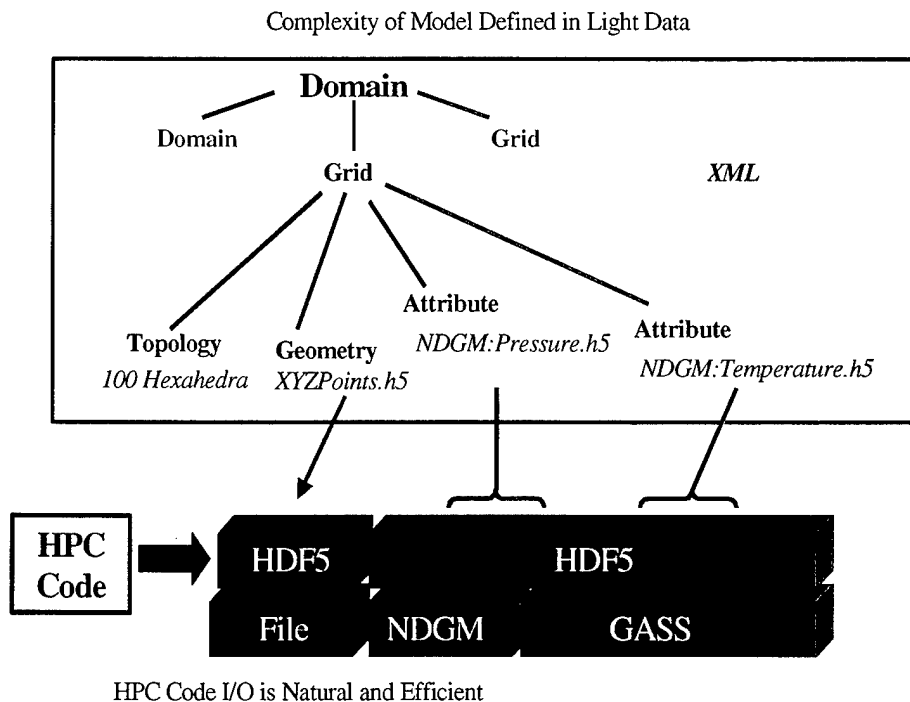 Complexity of Model Defined in Light Data
Domain
Domain
Grid
Grid
XML
Attribute
NDGM:Pressure.h5
Attribute
NDGM:Temperature.h5
Topology
100 Hexahedra
Geometry
XYZPoints.h5
HPC
Code
HDF5
HDF5
File
NDGM
GASS
HPC Code I/O is Natural and Efficient